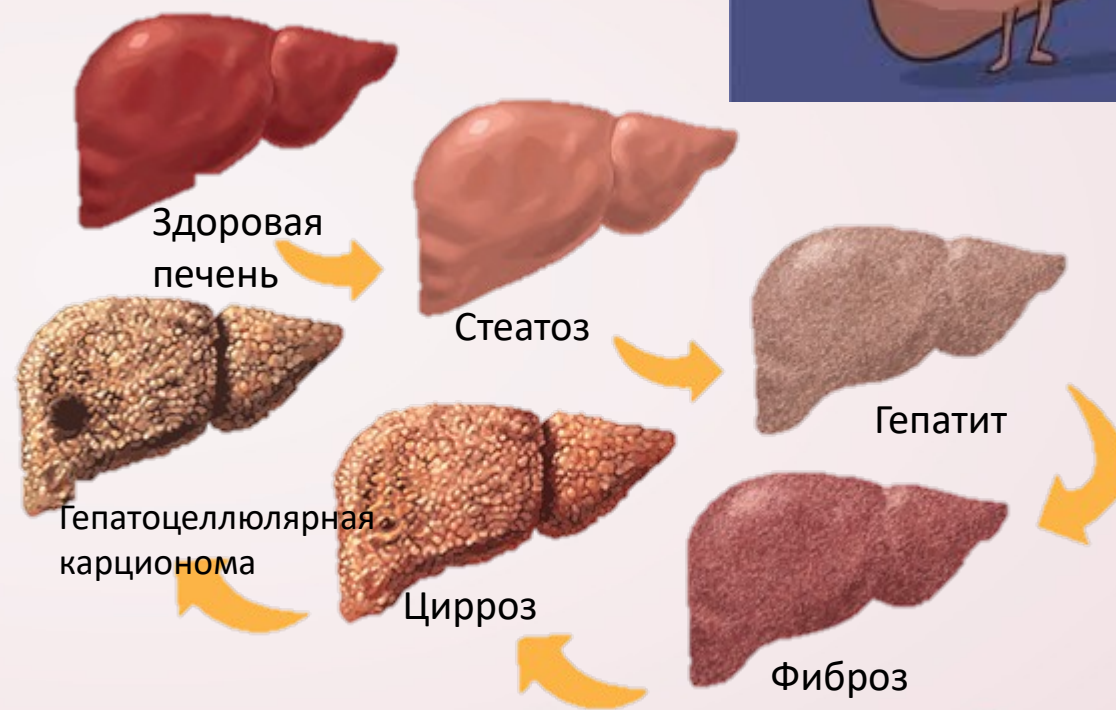 Здоровая
печень
Стеатоз
Гепатит
Фиброз
Цирроз
Гепатоцеллюлярная
карционома